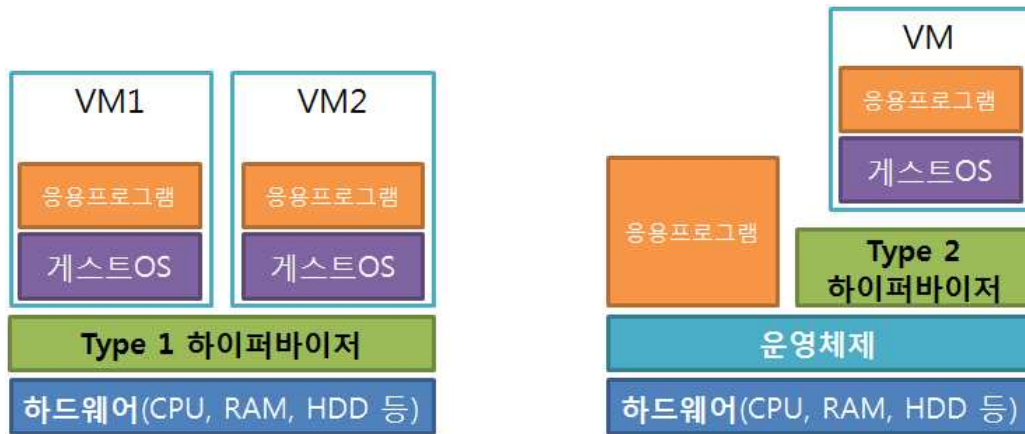 VM1
응용프로그램
게스트OS
VM2
응용프로그램
게스트OS
Type 1 하이퍼바이저
하드웨어(CPU, RAM, HDD 등)
VM
응용프로그램
게스트OS
응용프로그램
Type 2
하이퍼바이저
운영체제
하드웨어(CPU, RAM, HDD 등)